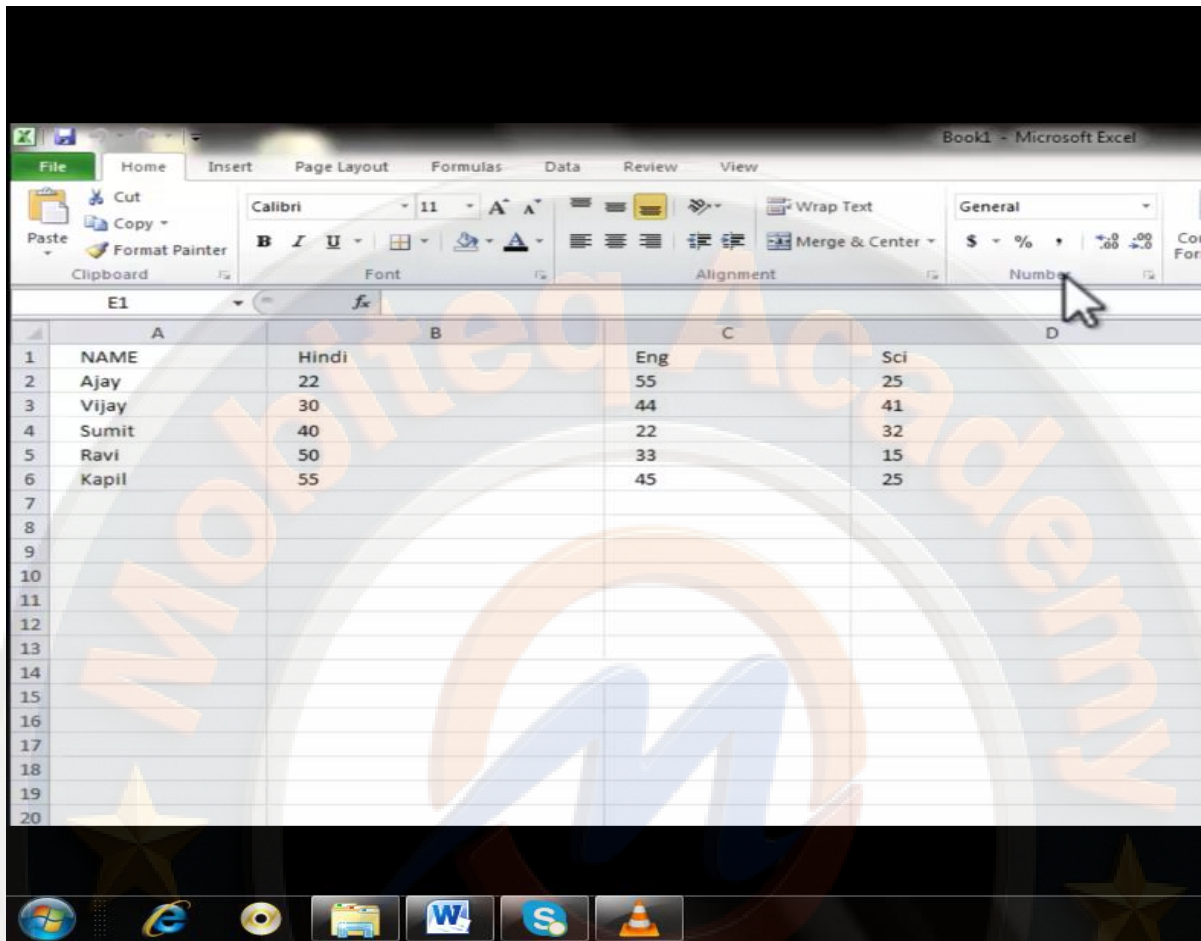 Book1 - Microsoft Excel
File Home Insert Page Layout Formulas Data Review View
Cut
Copy
Format Painter
Paste
Clipboard
Calibri 11 A A
B I U A
Font
Wrap Text
Merge & Center
Alignment
General
$ % , .0 .00 .00 .0
Number
E1 fx
A B C D
1 NAME Hindi Eng Sci
2 Ajay 22 55 25
3 Vijay 30 44 41
4 Sumit 40 22 32
5 Ravi 50 33 15
6 Kapil 55 45 25
7
8
9
10
11
12
13
14
15
16
17
18
19
20
Mobiteq Academy
W S